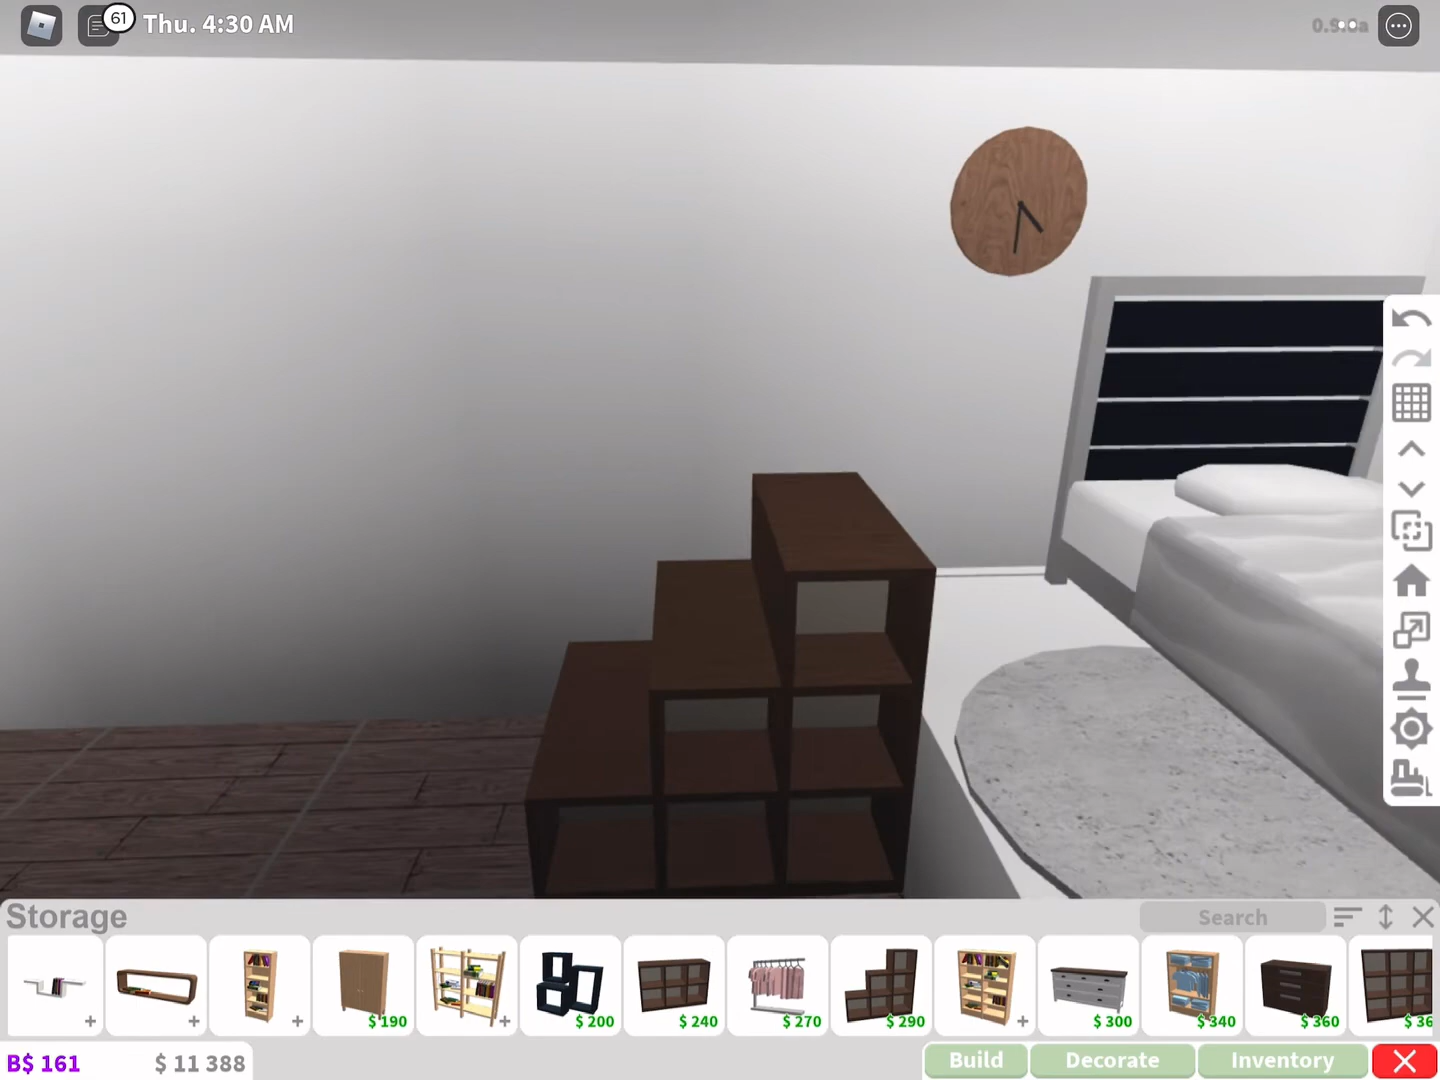 61 Thu. 4:30 AM
Storage
Search
$ 190
$ 200
$ 240
$ 270
$ 290
$ 300
$ 340
$ 360
$ 36
B$ 161
$ 11 388
Build
Decorate
Inventory